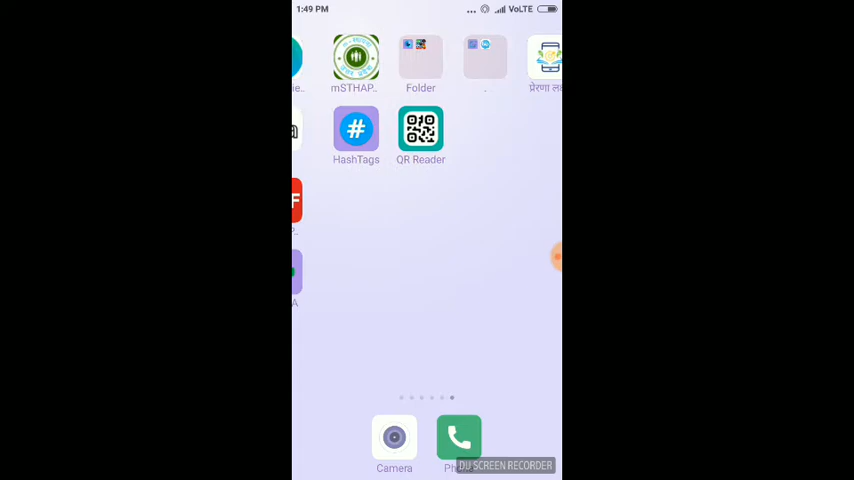 1:49 PM ... VoLTE
mSTHAP.. Folder . प्रेरणा
# 
HashTags QR Reader
F
A
Camera
DU SCREEN RECORDER